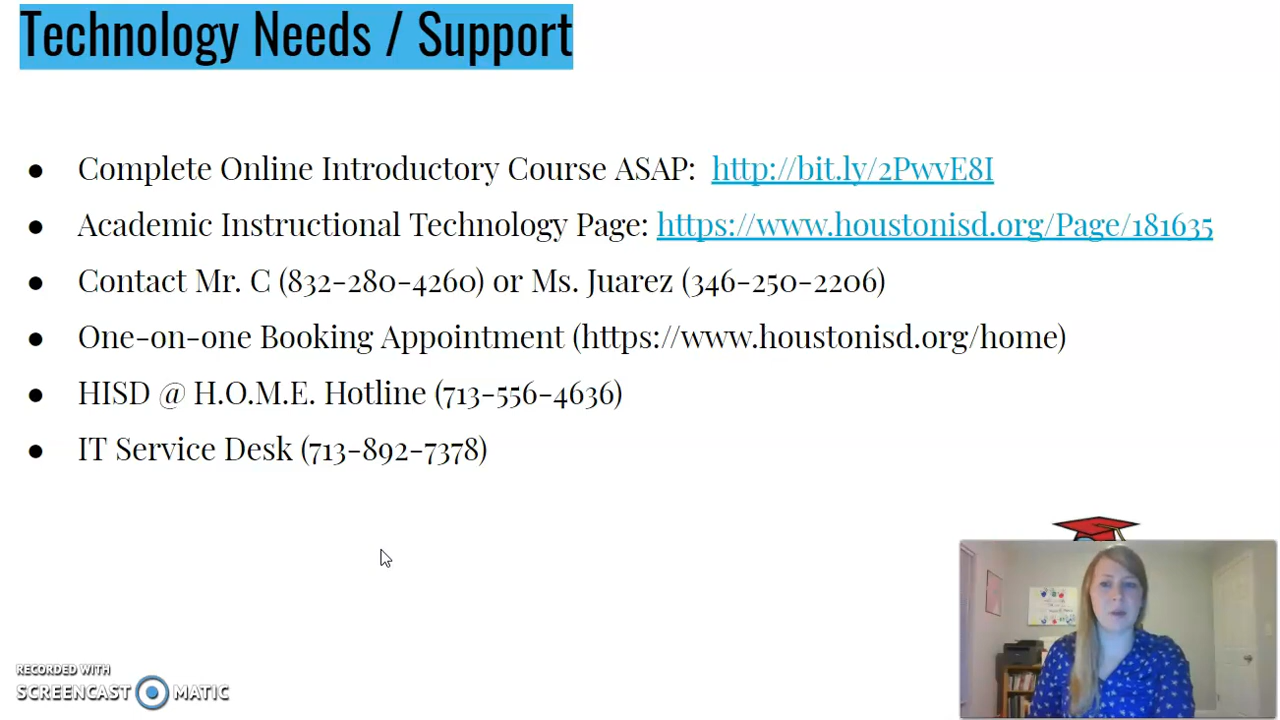 Technology Needs / Support
● Complete Online Introductory Course ASAP: http://bit.ly/2PwvE8I
● Academic Instructional Technology Page: https://www.houstonisd.org/Page/181635
● Contact Mr. C (832-280-4260) or Ms. Juarez (346-250-2206)
● One-on-one Booking Appointment (https://www.houstonisd.org/home)
● HISD @ H.O.M.E. Hotline (713-556-4636)
● IT Service Desk (713-892-7378)
RECORDED WITH
SCREENCAST MATIC